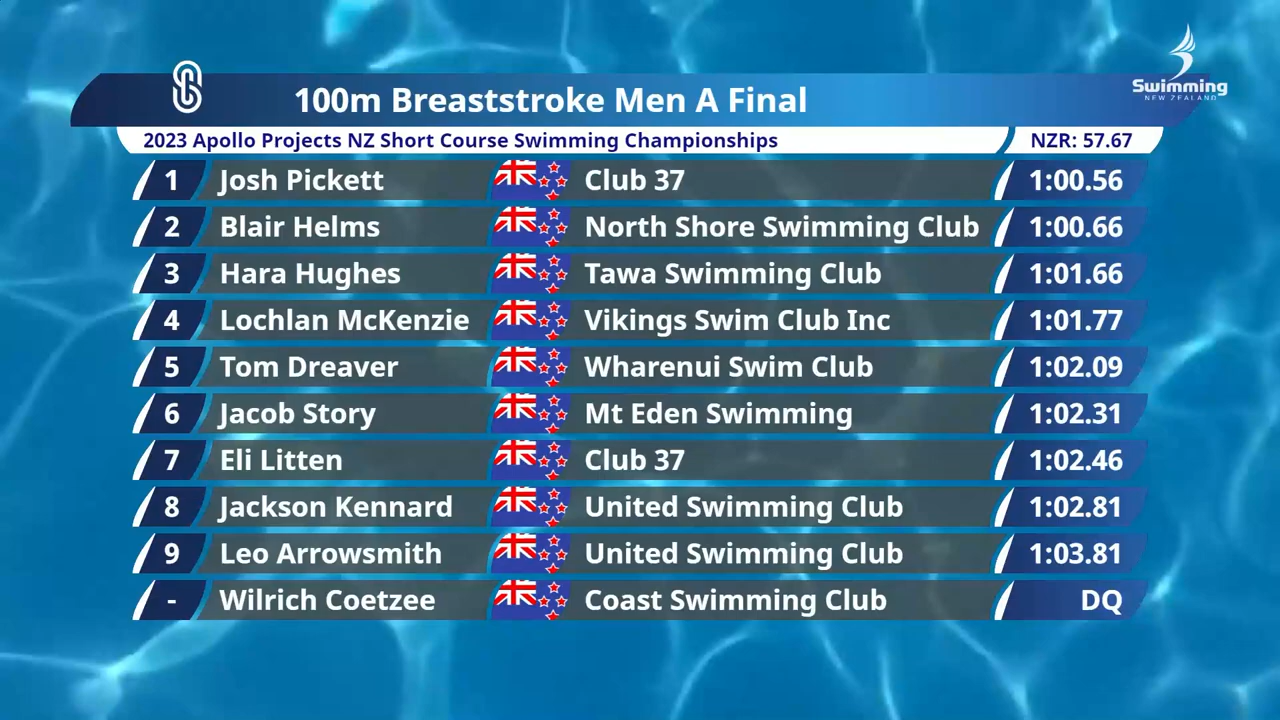 100m Breaststroke Men A Final
Swimming
NEW ZEALAND
2023 Apollo Projects NZ Short Course Swimming Championships NZR: 57.67
1 Josh Pickett Club 37 1:00.56
2 Blair Helms North Shore Swimming Club 1:00.66
3 Hara Hughes Tawa Swimming Club 1:01.66
4 Lochlan McKenzie Vikings Swim Club Inc 1:01.77
5 Tom Dreaver Wharenui Swim Club 1:02.09
6 Jacob Story Mt Eden Swimming 1:02.31
7 Eli Litten Club 37 1:02.46
8 Jackson Kennard United Swimming Club 1:02.81
9 Leo Arrowsmith United Swimming Club 1:03.81
- Wilrich Coetzee Coast Swimming Club DQ